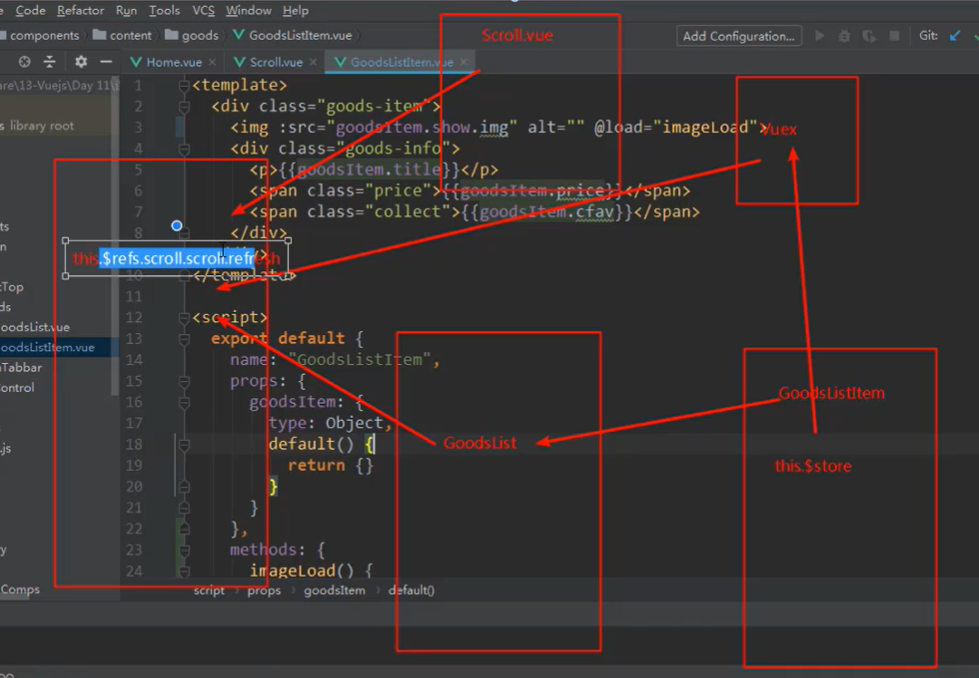 Code Refactor Run Tools VCS Window Help
components content goods GoodsListItem.vue Add Configuration... Git:
Home.vue × Scroll.vue × GoodsListItem.vue ×
Scroll.vue
are\13-Vuejs\Day 11\
library root
1 <template>
2 <div class="goods-item">
3 <img :src="goodsItem.show.img" alt="" @load="imageLoad">
Vuex
4 <div class="goods-info">
5 <p>{{goodsItem.title}}</p>
6 <span class="price">{{goodsItem.price}}</span>
7 <span class="collect">{{goodsItem.cfav}}</span>
8 </div>
this.$refs.scroll.scroll.refresh
10 </template>
11
12 <script>
13 export default {
14 name: "GoodsListItem",
15 props: {
16 goodsItem: {
17 type: Object,
18 default() {
19 return {}
20 }
21 }
22 },
23 methods: {
24 imageLoad() {
GoodsListItem
GoodsList
this.$store
cTop
ds
oodsList.vue
oodsListItem.vue
nTabbar
ontrol
.js
Comps
script props goodsItem default()